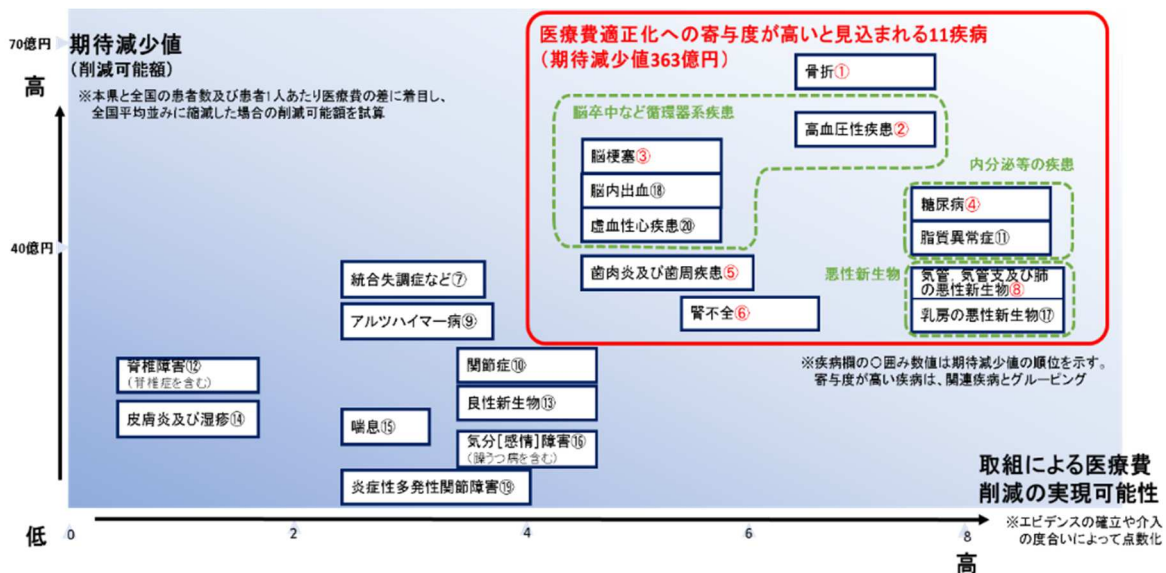 70億円
期待減少値
(削減可能額)
高
※本県と全国の患者数及び患者1人あたり医療費の差に着目し、
全国平均並みに縮減した場合の削減可能額を試算
医療費適正化への寄与度が高いと見込まれる11疾病
(期待減少値363億円)
骨折①
脳卒中など循環器系疾患
高血圧性疾患②
脳梗塞③
脳内出血⑱
虚血性心疾患⑳
内分泌等の疾患
糖尿病④
脂質異常症⑪
40億円
歯肉炎及び歯周疾患⑤
悪性新生物
気管、気管支及び肺
の悪性新生物⑧
乳房の悪性新生物⑰
腎不全⑥
統合失調症など⑦
アルツハイマー病⑨
※疾病欄の○囲み数値は期待減少値の順位を示す。
寄与度が高い疾病は、関連疾病とグルーピング
脊椎障害⑫
(脊椎症を含む)
関節症⑩
皮膚炎及び湿疹⑭
良性新生物⑬
喘息⑮
気分[感情]障害⑯
(躁うつ病を含む)
炎症性多発性関節障害⑲
取組による医療費
削減の実現可能性
※エビデンスの確立や介入
の度合いによって点数化
低
0
2
4
6
8
高